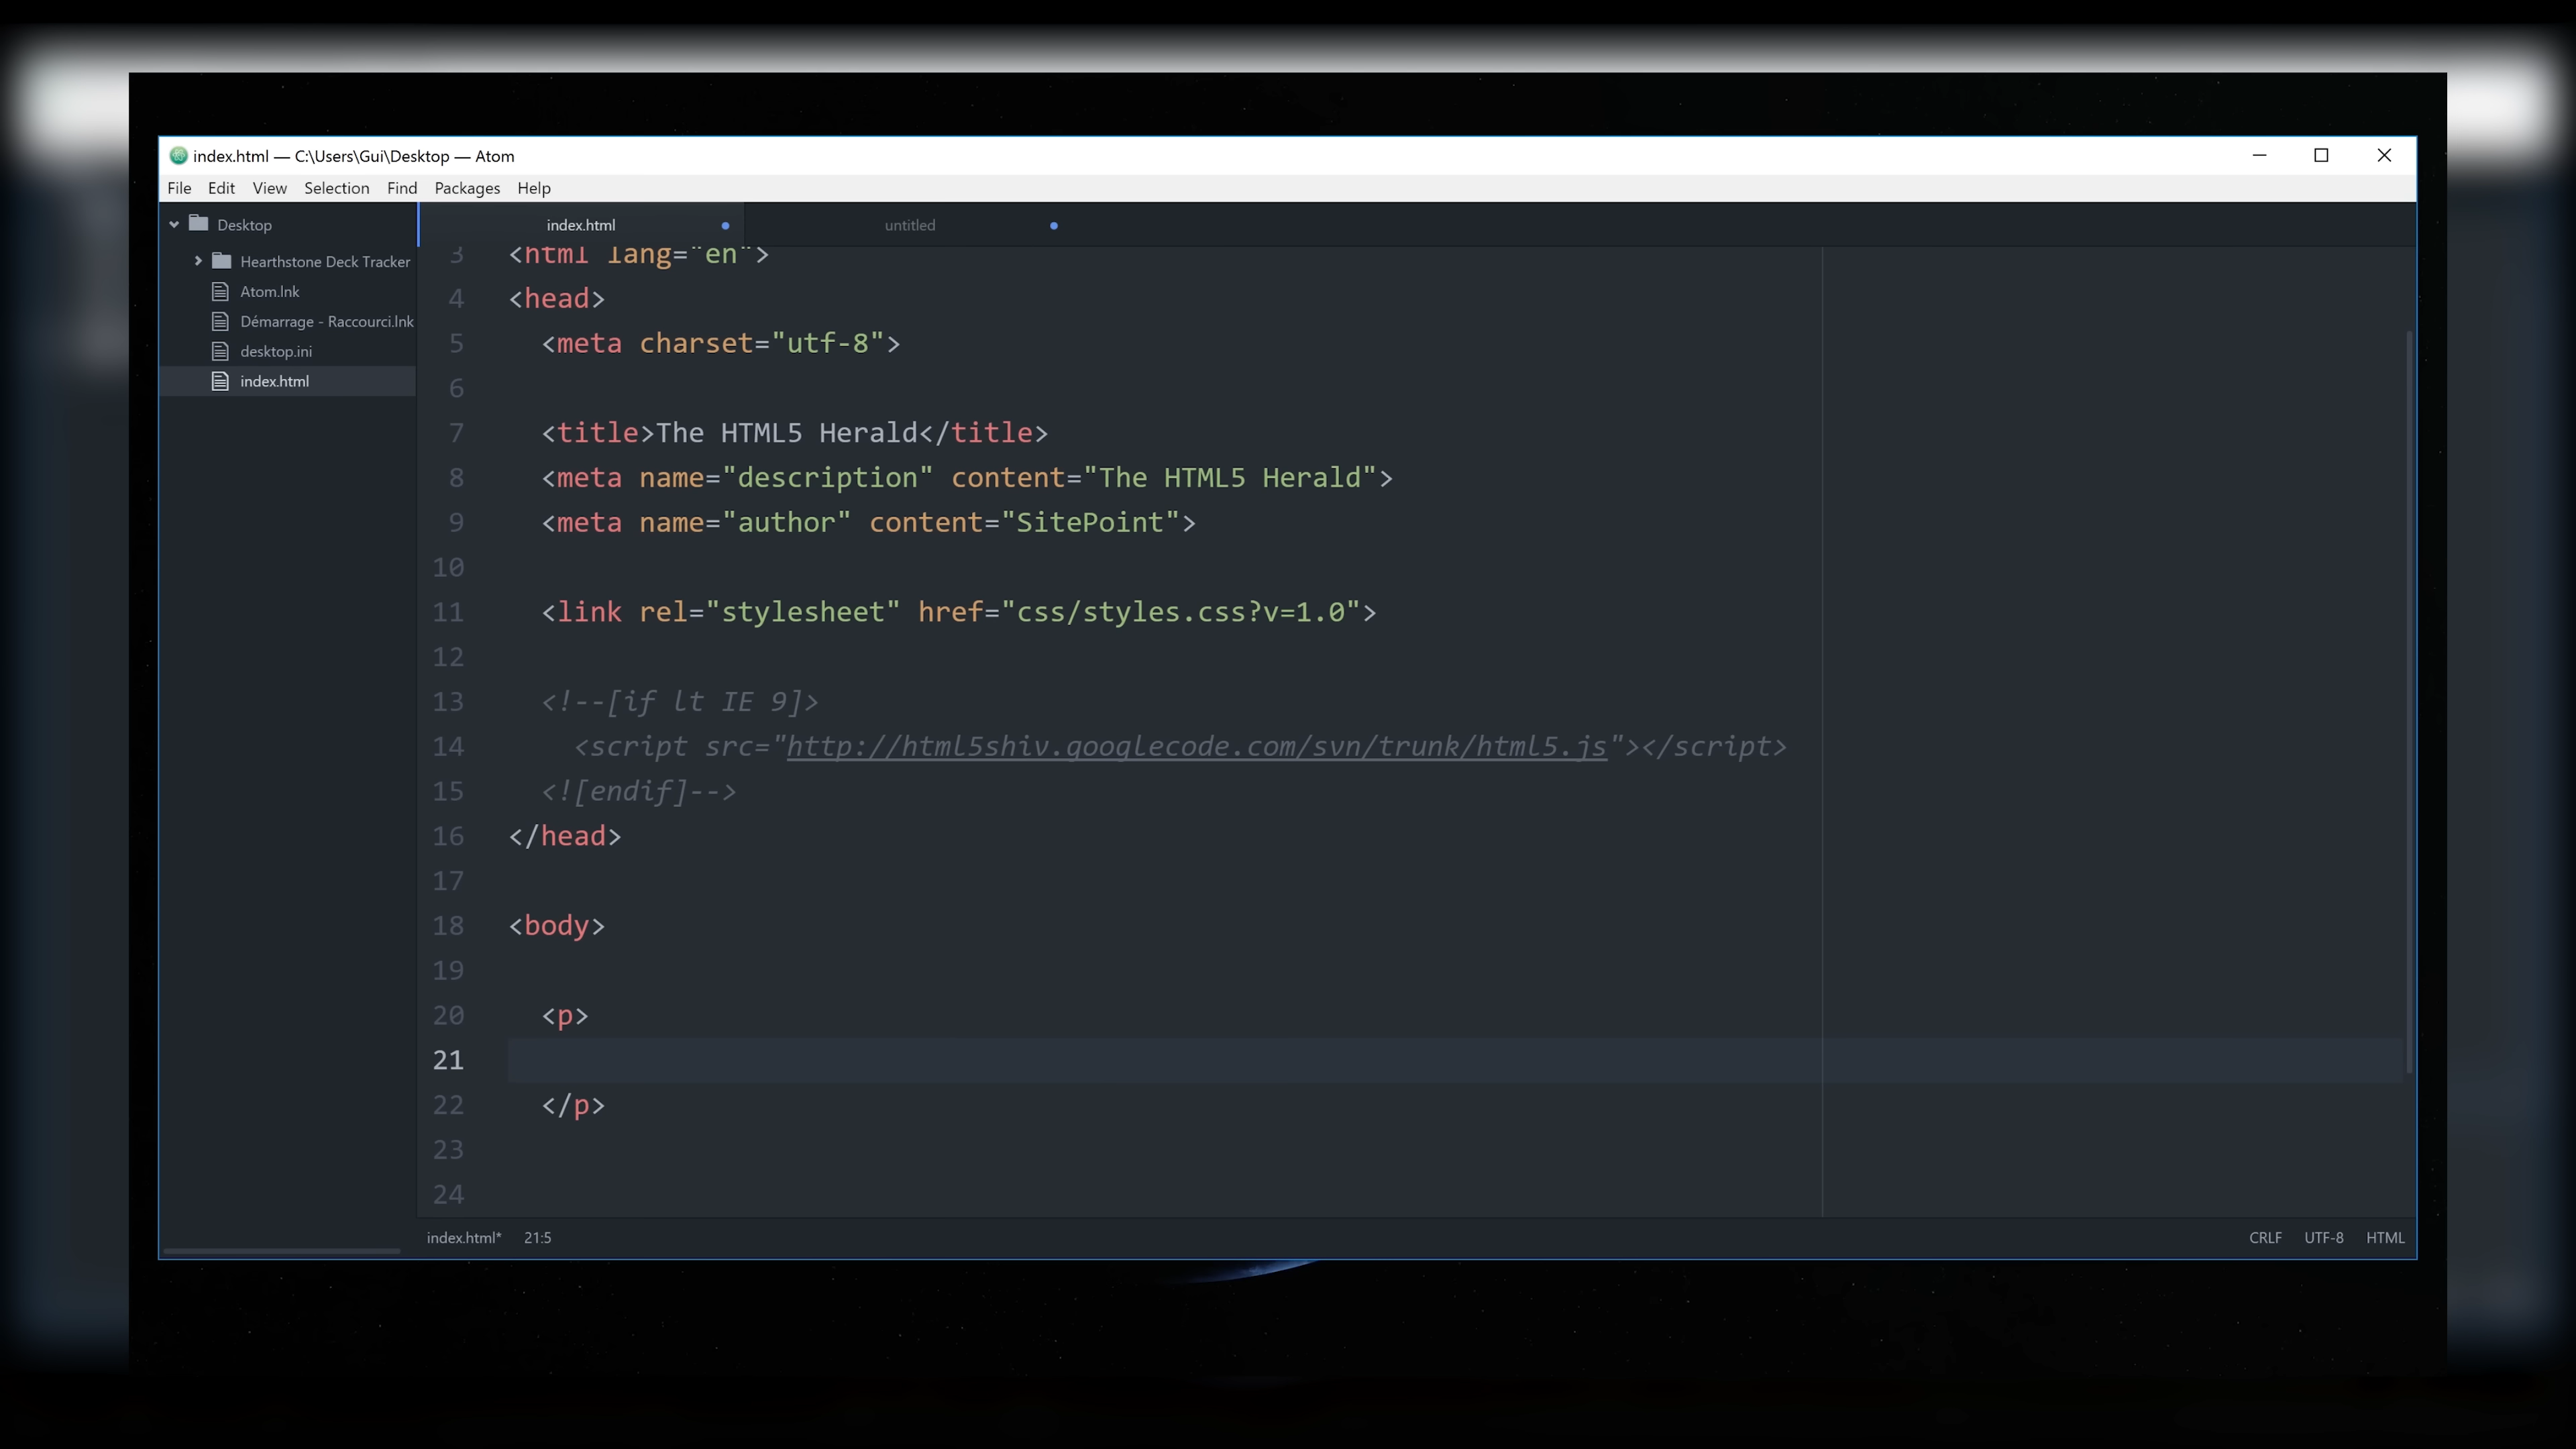 index.html — C:\Users\Gui\Desktop — Atom
File Edit View Selection Find Packages Help
Desktop
Hearthstone Deck Tracker
Atom.lnk
Démarrage - Raccourci.lnk
desktop.ini
index.html
index.html untitled
3 <html lang="en">
4 <head>
5 <meta charset="utf-8">
6
7 <title>The HTML5 Herald</title>
8 <meta name="description" content="The HTML5 Herald">
9 <meta name="author" content="SitePoint">
10
11 <link rel="stylesheet" href="css/styles.css?v=1.0">
12
13 <!--[if lt IE 9]>
14 <script src="http://html5shiv.googlecode.com/svn/trunk/html5.js"></script>
15 <![endif]-->
16 </head>
17
18 <body>
19
20 <p>
21
22 </p>
23
24
index.html* 21:5 CRLF UTF-8 HTML